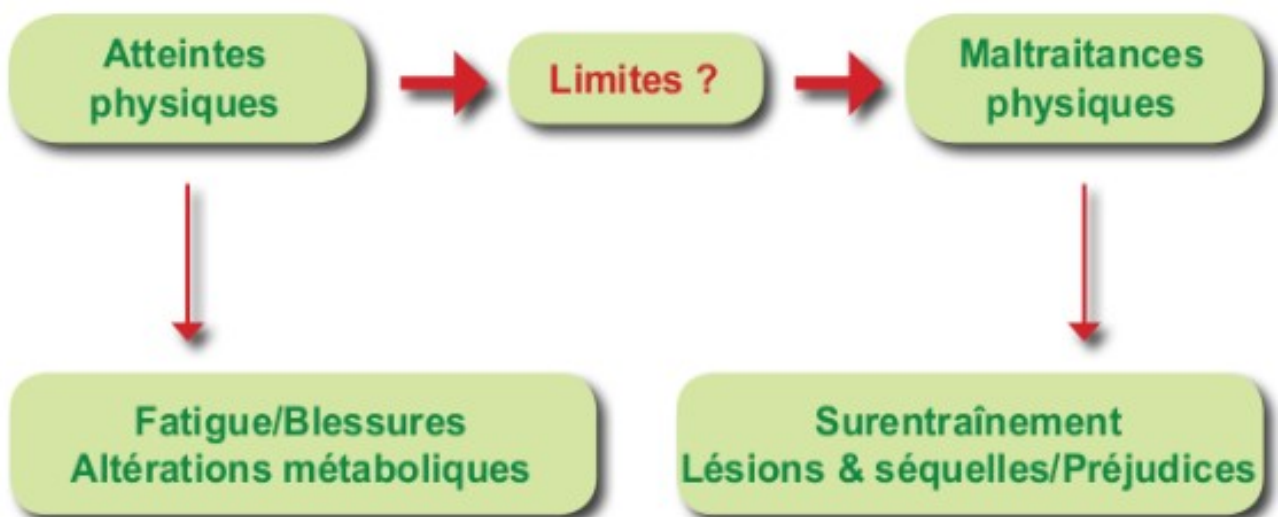 Atteintes
physiques
Limites ?
Maltraitances
physiques
Fatigue/Blessures
Altérations métaboliques
Surentraînement
Lésions & séquelles/Préjudices